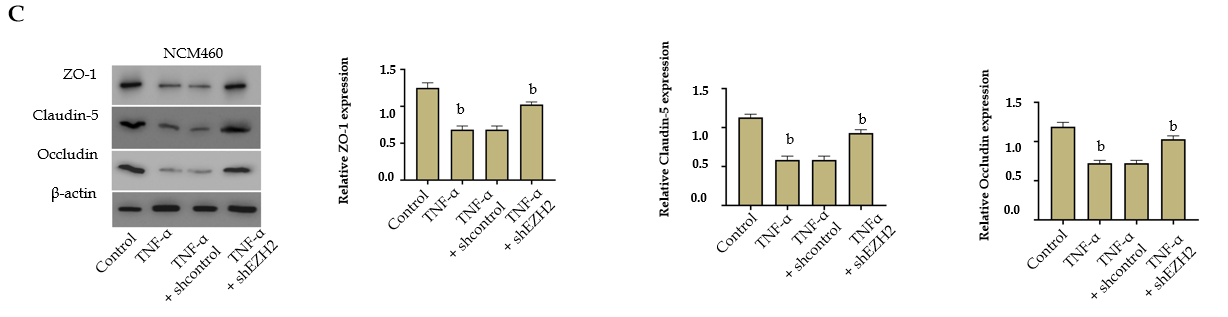 C
NCM460
ZO-1
Claudin-5
Occludin
β-actin
Control
TNF-α
TNF-α
+ shcontrol
TNF-α
+ shEZH2
Relative ZO-1 expression
1.5
1.0
0.5
0.0
b
b
Control
TNF-α
TNF-α
+ shcontrol
TNF-α
+ shEZH2
Relative Claudin-5 expression
1.5
1.0
0.5
0.0
b
b
Control
TNF-α
TNF-α
+ shcontrol
TNFα
+ shEZH2
Relative Occludin expression
1.5
1.0
0.5
0.0
b
b
Control
TNF-α
TNF-α
+ shcontrol
TNF-α
+ shEZH2